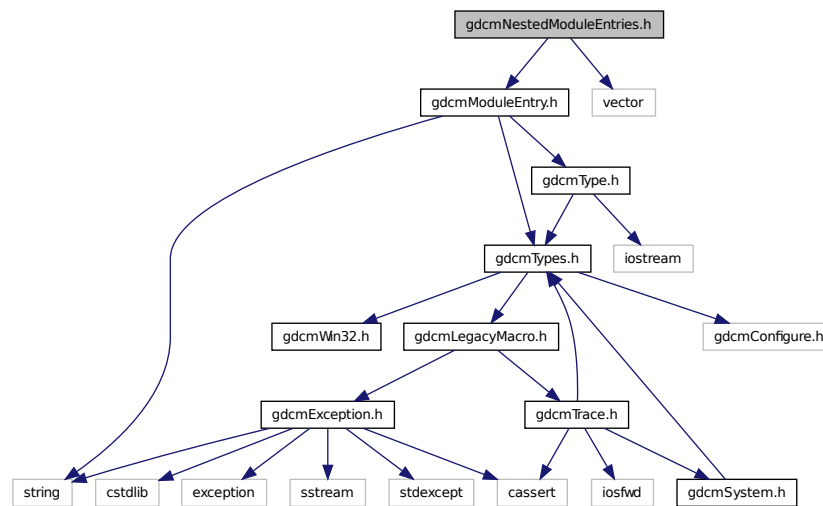 gdcmNestedModuleEntries.h
gdcmModuleEntry.h
vector
gdcmType.h
gdcmTypes.h
iostream
gdcmWin32.h
gdcmLegacyMacro.h
gdcmConfigure.h
gdcmException.h
gdcmTrace.h
string
cstdlib
exception
sstream
stdexcept
cassert
iosfwd
gdcmSystem.h